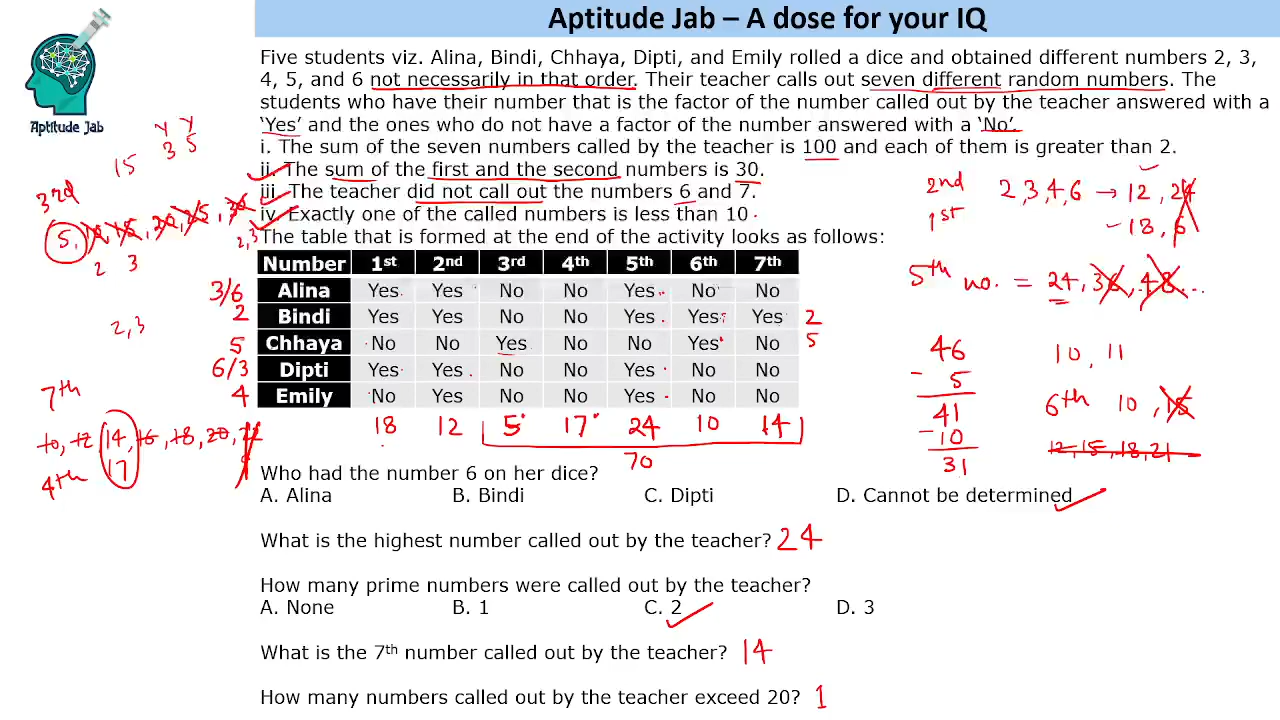 Aptitude Jab – A dose for your IQ
Aptitude Jab
Five students viz. Alina, Bindi, Chhaya, Dipti, and Emily rolled a dice and obtained different numbers 2, 3,
4, 5, and 6 not necessarily in that order. Their teacher calls out seven different random numbers. The
students who have their number that is the factor of the number called out by the teacher answered with a
‘Yes’ and the ones who do not have a factor of the number answered with a ‘No’.
i. The sum of the seven numbers called by the teacher is 100 and each of them is greater than 2.
ii. The sum of the first and the second numbers is 30.
iii. The teacher did not call out the numbers 6 and 7.
iv. Exactly one of the called numbers is less than 10.
The table that is formed at the end of the activity looks as follows:
Number 1st 2nd 3rd 4th 5th 6th 7th
3/6 Alina Yes Yes No No Yes No No
2 Bindi Yes Yes No No Yes Yes Yes 2
5 Chhaya No No Yes No No Yes No 5
6/3 Dipti Yes Yes No No Yes No No
4 Emily No Yes No No Yes No No
18 12 5 17 24 10 14
70
Y Y
15 3 5
3rd
5, 10, 15, 20, 25, 30
2 3 2,3
2,3
7th
10, 12, 14, 16, 18, 20, 22
4th 17
2nd 2,3,4,6 → 12, 24
1st - 18, 6
5th no. = 24, 36, 48...
46
- 5
41
- 10
31
10, 11
6th 10, 15
12, 15, 18, 21
Who had the number 6 on her dice?
A. Alina B. Bindi C. Dipti D. Cannot be determined
What is the highest number called out by the teacher? 24
How many prime numbers were called out by the teacher?
A. None B. 1 C. 2 D. 3
What is the 7th number called out by the teacher? 14
How many numbers called out by the teacher exceed 20? 1